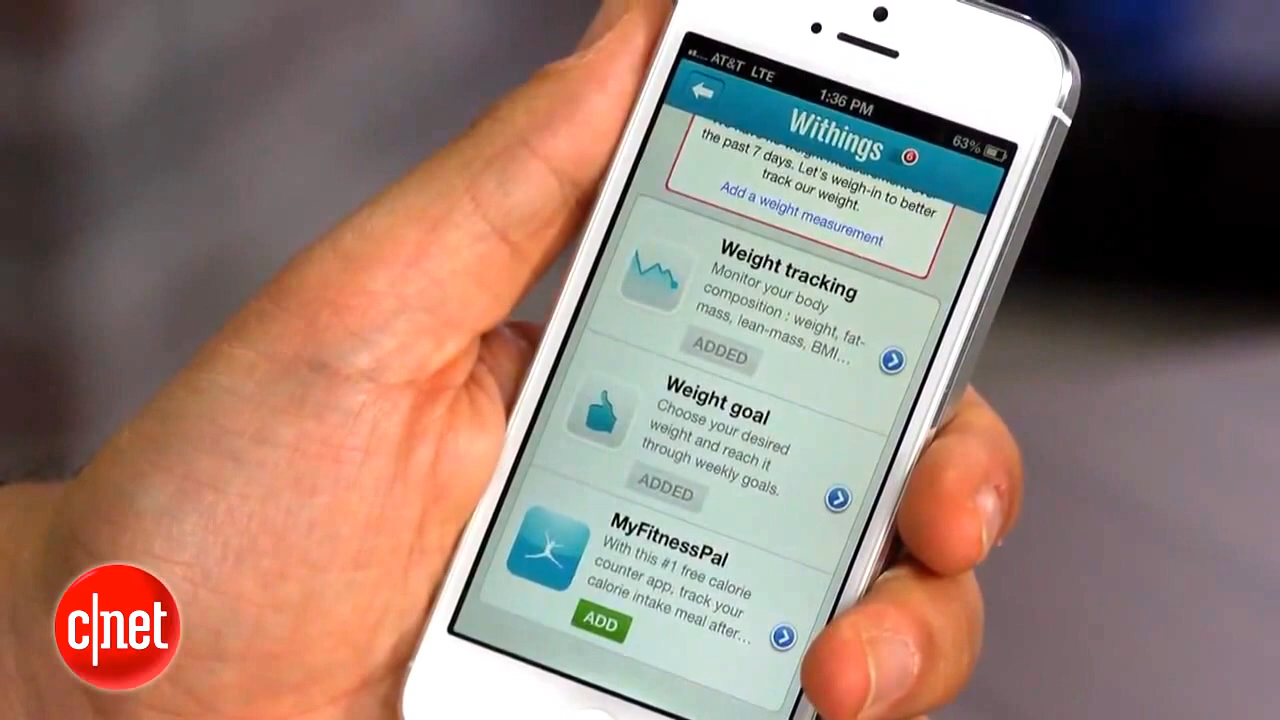 AT&T LTE
1:36 PM
63%
Withings
6
the past 7 days. Let's weigh-in to better
track our weight.
Add a weight measurement
Weight tracking
Monitor your body
composition : weight, fat-
mass, lean-mass, BMI...
ADDED
Weight goal
Choose your desired
weight and reach it
through weekly goals.
ADDED
MyFitnessPal
With this #1 free calorie
counter app, track your
calorie intake meal after...
ADD
c|net